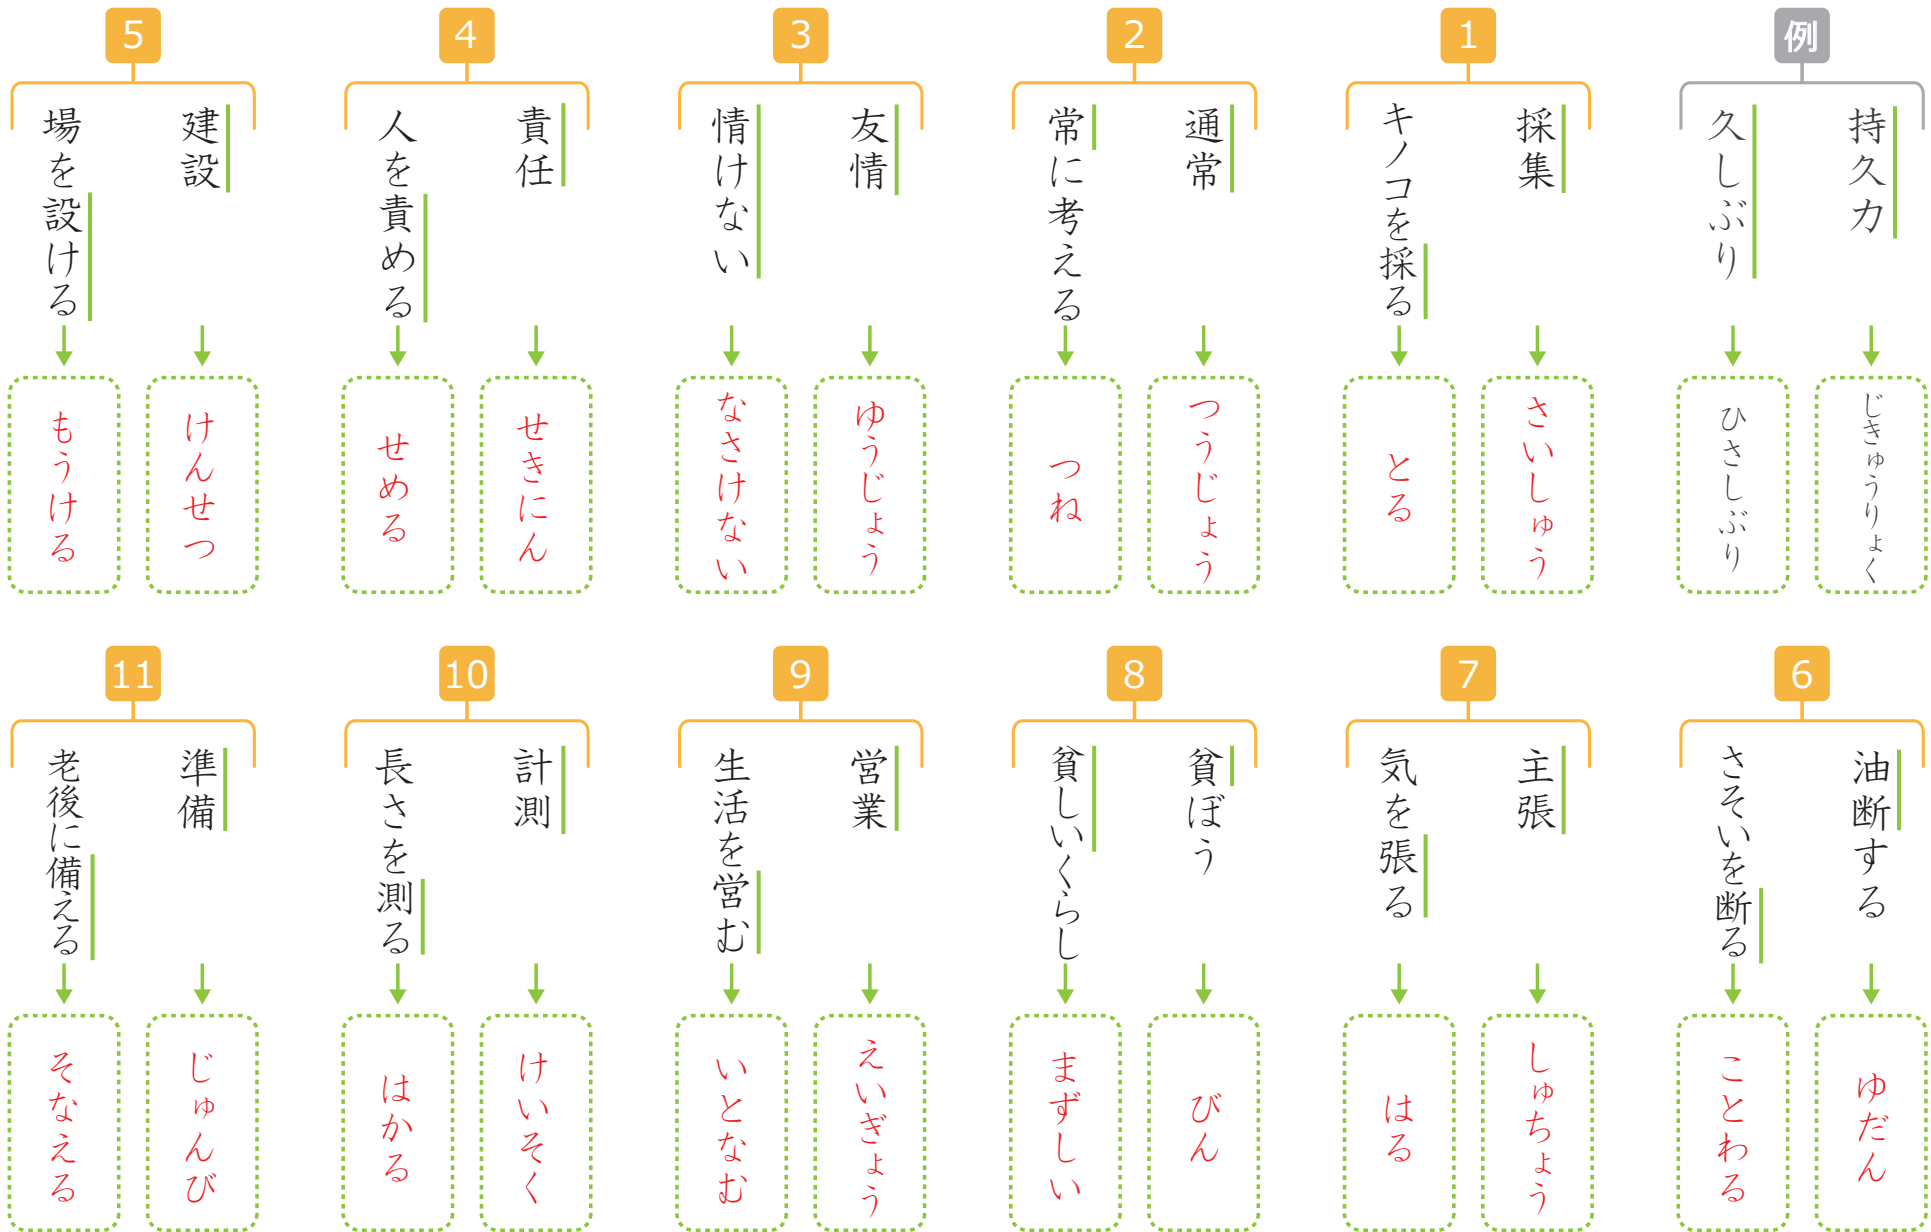 例
持久力
じきゅうりょく
久しぶり
ひさしぶり
1
採集
さいしゅう
キノコを採る
とる
2
通常
つうじょう
常に考える
つね
3
友情
ゆうじょう
情けない
なさけない
4
責任
せきにん
人を責める
せめる
5
建設
けんせつ
場を設ける
もうける
6
油断する
ゆだん
さそいを断る
ことわる
7
主張
しゅちょう
気を張る
はる
8
貧ぼう
びん
貧しいくらし
まずしい
9
営業
えいぎょう
生活を営む
いとなむ
10
計測
けいそく
長さを測る
はかる
11
準備
じゅんび
老後に備える
そなえる